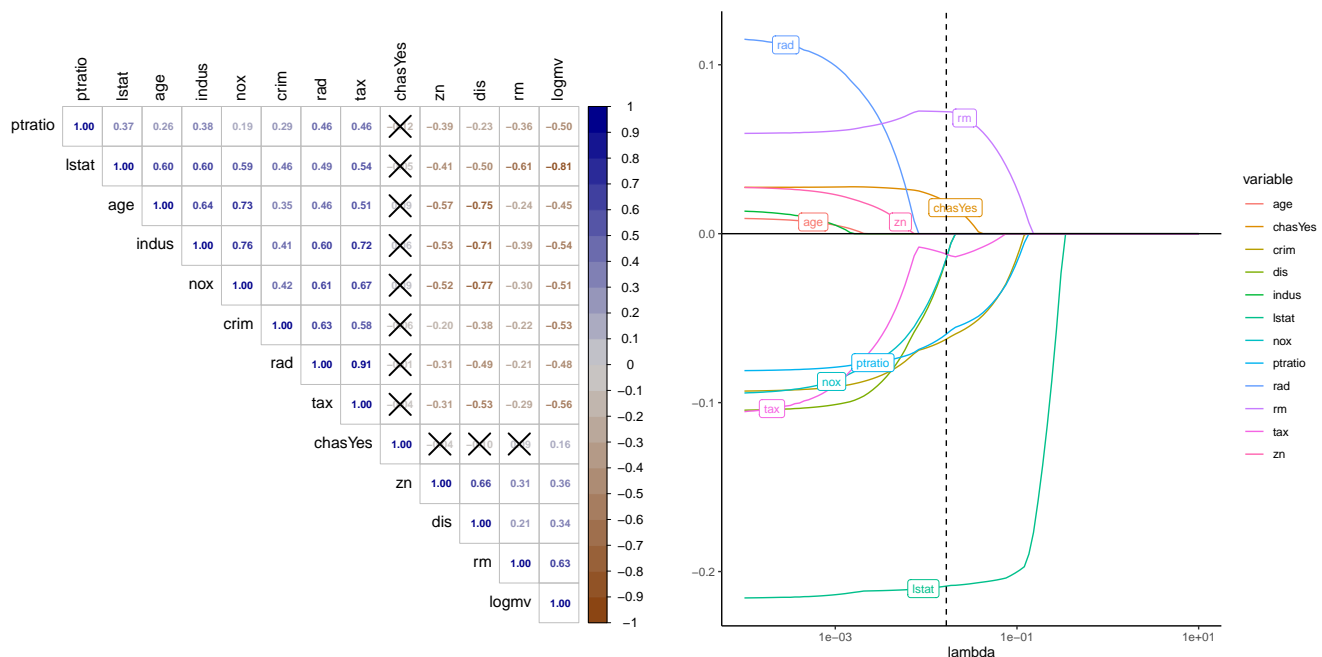 ptratio lstat age indus nox crim rad tax chasYes zn dis rm logmv
ptratio 1.00 0.37 0.26 0.38 0.19 0.29 0.46 0.46 −0.39 −0.23 −0.36 −0.50
lstat 1.00 0.60 0.60 0.59 0.46 0.49 0.54 −0.41 −0.50 −0.61 −0.81
age 1.00 0.64 0.73 0.35 0.46 0.51 −0.57 −0.75 −0.24 −0.45
indus 1.00 0.76 0.41 0.60 0.72 −0.53 −0.71 −0.39 −0.54
nox 1.00 0.42 0.61 0.67 −0.52 −0.77 −0.30 −0.51
crim 1.00 0.63 0.58 −0.20 −0.38 −0.22 −0.53
rad 1.00 0.91 −0.31 −0.49 −0.21 −0.48
tax 1.00 −0.31 −0.53 −0.29 −0.56
chasYes 1.00 0.16
zn 1.00 0.66 0.31 0.36
dis 1.00 0.21 0.34
rm 1.00 0.63
logmv 1.00
1
0.9
0.8
0.7
0.6
0.5
0.4
0.3
0.2
0.1
0
−0.1
−0.2
−0.3
−0.4
−0.5
−0.6
−0.7
−0.8
−0.9
−1
0.1
0.0
−0.1
−0.2
rad
rm
chasYes
age
zn
ptratio
nox
tax
lstat
1e−03 1e−01 1e+01
lambda
variable
age
chasYes
crim
dis
indus
lstat
nox
ptratio
rad
rm
tax
zn